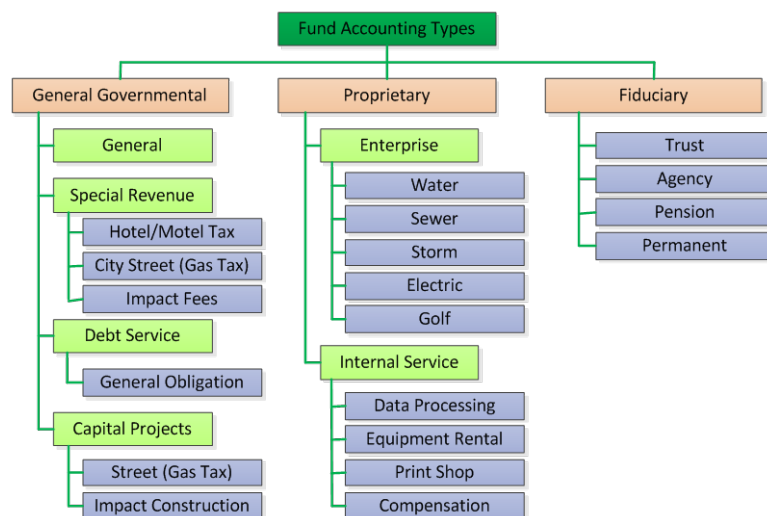 Fund Accounting Types
General Governmental
General
Special Revenue
Hotel/Motel Tax
City Street (Gas Tax)
Impact Fees
Debt Service
General Obligation
Capital Projects
Street (Gas Tax)
Impact Construction
Proprietary
Enterprise
Water
Sewer
Storm
Electric
Golf
Internal Service
Data Processing
Equipment Rental
Print Shop
Compensation
Fiduciary
Trust
Agency
Pension
Permanent